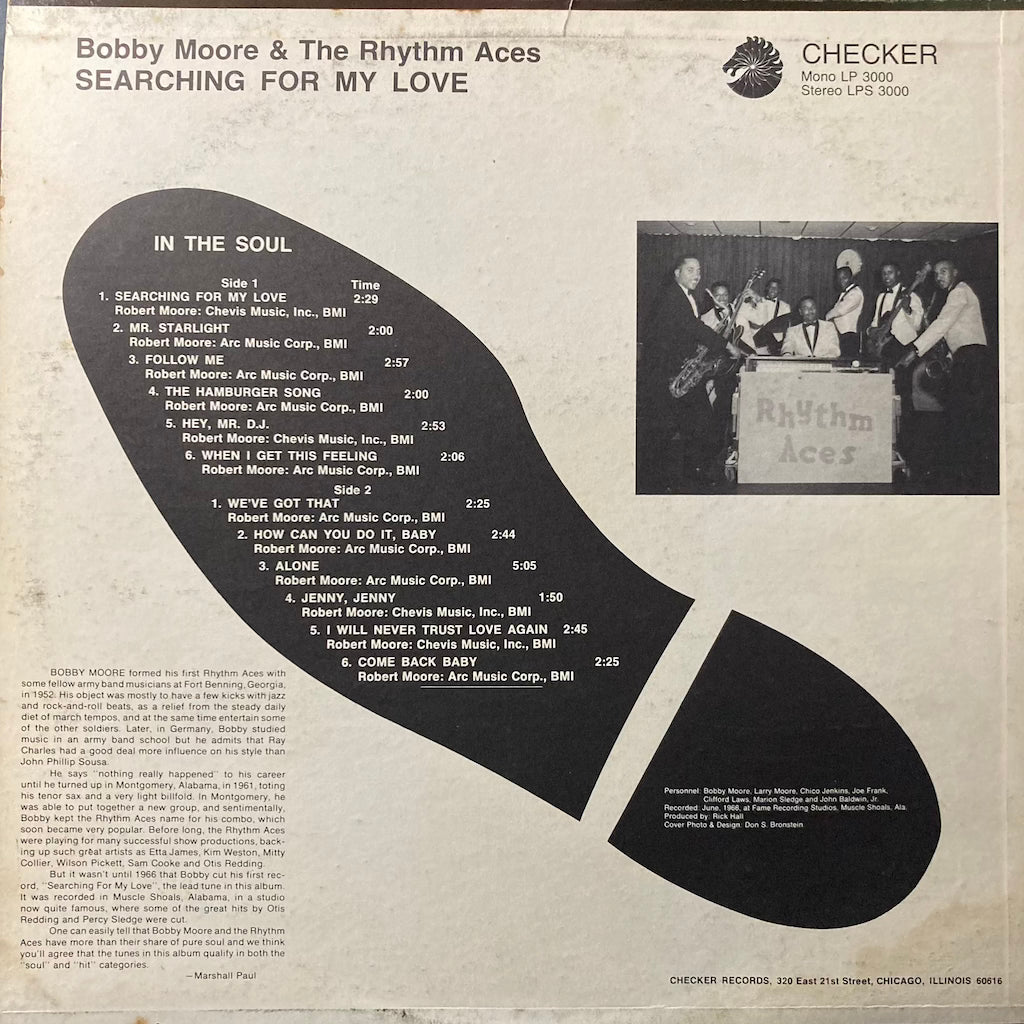 Bobby Moore & The Rhythm Aces
SEARCHING FOR MY LOVE
CHECKER
Mono LP 3000
Stereo LPS 3000
IN THE SOUL
Side 1 Time
1. SEARCHING FOR MY LOVE 2:29
Robert Moore: Chevis Music, Inc., BMI
2. MR. STARLIGHT 2:00
Robert Moore: Arc Music Corp., BMI
3. FOLLOW ME 2:57
Robert Moore: Arc Music Corp., BMI
4. THE HAMBURGER SONG 2:00
Robert Moore: Arc Music Corp., BMI
5. HEY, MR. D.J. 2:53
Robert Moore: Chevis Music, Inc., BMI
6. WHEN I GET THIS FEELING 2:06
Robert Moore: Arc Music Corp., BMI
Side 2
1. WE'VE GOT THAT 2:25
Robert Moore: Arc Music Corp., BMI
2. HOW CAN YOU DO IT, BABY 2:44
Robert Moore: Arc Music Corp., BMI
3. ALONE 5:05
Robert Moore: Arc Music Corp., BMI
4. JENNY, JENNY 1:50
Robert Moore: Chevis Music, Inc., BMI
5. I WILL NEVER TRUST LOVE AGAIN 2:45
Robert Moore: Chevis Music, Inc., BMI
6. COME BACK BABY 2:25
Robert Moore: Arc Music Corp., BMI
Rhythm
Aces
BOBBY MOORE formed his first Rhythm Aces with
some fellow army band musicians at Fort Benning, Georgia,
in 1952. His object was mostly to have a few kicks with jazz
and rock-and-roll beats, as a relief from the steady daily
diet of march tempos, and at the same time entertain some
of the other soldiers. Later, in Germany, Bobby studied
music in an army band school but he admits that Ray
Charles had a good deal more influence on his style than
John Phillip Sousa.
He says "nothing really happened" to his career
until he turned up in Montgomery, Alabama, in 1961, toting
his tenor sax and a very light billfold. In Montgomery, he
was able to put together a new group, and sentimentally,
Bobby kept the Rhythm Aces name for his combo, which
soon became very popular. Before long, the Rhythm Aces
were playing for many successful show productions, back-
ing up such great artists as Etta James, Kim Weston, Mitty
Collier, Wilson Pickett, Sam Cooke and Otis Redding.
But it wasn't until 1966 that Bobby cut his first rec-
ord, "Searching For My Love", the lead tune in this album.
It was recorded in Muscle Shoals, Alabama, in a studio
now quite famous, where some of the great hits by Otis
Redding and Percy Sledge were cut.
One can easily tell that Bobby Moore and the Rhythm
Aces have more than their share of pure soul and we think
you'll agree that the tunes in this album qualify in both the
"soul" and "hit" categories.
—Marshall Paul
Personnel: Bobby Moore, Larry Moore, Chico Jenkins, Joe Frank,
Clifford Laws, Marion Sledge and John Baldwin, Jr.
Recorded: June, 1966, at Fame Recording Studios, Muscle Shoals, Ala.
Produced by: Rick Hall
Cover Photo & Design: Don S. Bronstein
CHECKER RECORDS, 320 East 21st Street, CHICAGO, ILLINOIS 60616